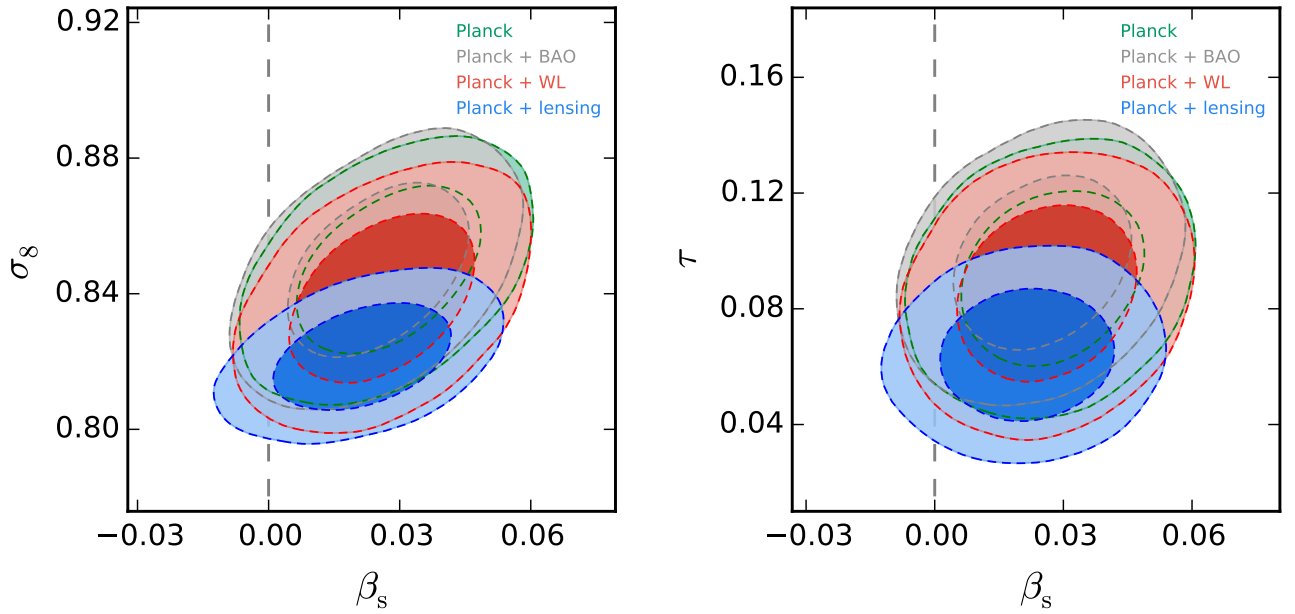 0.92
0.88
0.84
0.80
σ8
−0.03 0.00 0.03 0.06
βs
Planck
Planck + BAO
Planck + WL
Planck + lensing
0.16
0.12
0.08
0.04
τ
−0.03 0.00 0.03 0.06
βs
Planck
Planck + BAO
Planck + WL
Planck + lensing